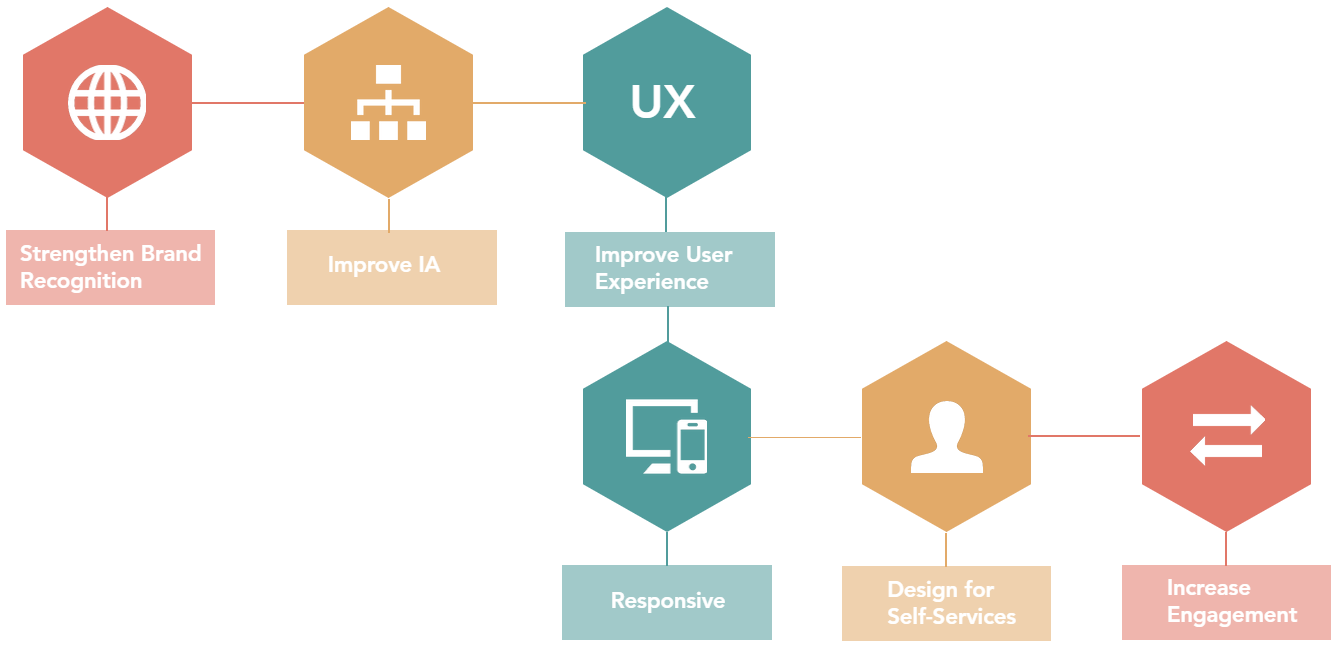 UX
Strengthen Brand
Recognition
Improve IA
Improve User
Experience
Responsive
Design for
Self-Services
Increase
Engagement